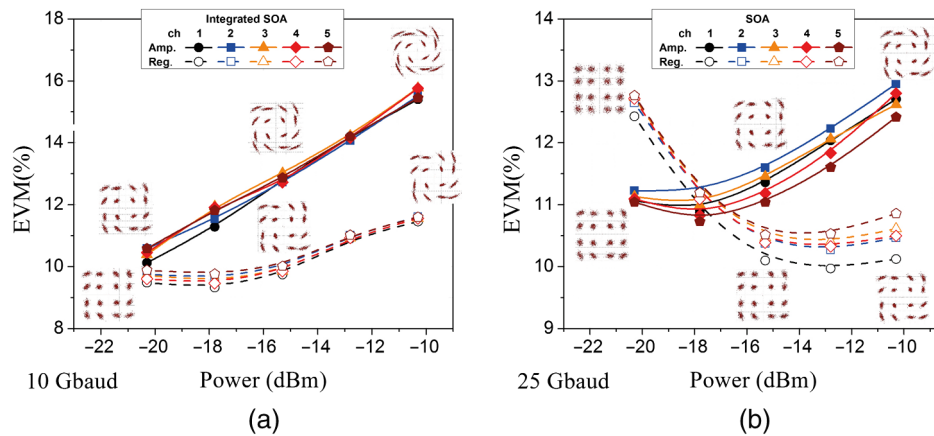 Integrated SOA
ch 1 2 3 4 5
Amp.
Reg.
18
16
14
12
10
8
EVM(%)
−22 −20 −18 −16 −14 −12 −10
10 Gbaud Power (dBm)
(a)
SOA
ch 1 2 3 4 5
Amp.
Reg.
13
12
11
10
9
EVM(%)
−22 −20 −18 −16 −14 −12 −10
25 Gbaud Power (dBm)
(b)